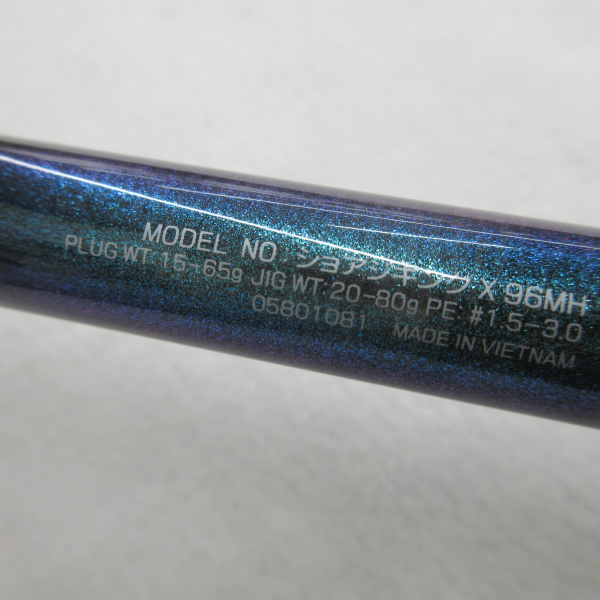 MODEL NO. ショアジギング X 96MH
PLUG WT:15-65g JIG WT:20-80g PE:#1.5-3.0
05801081 MADE IN VIETNAM